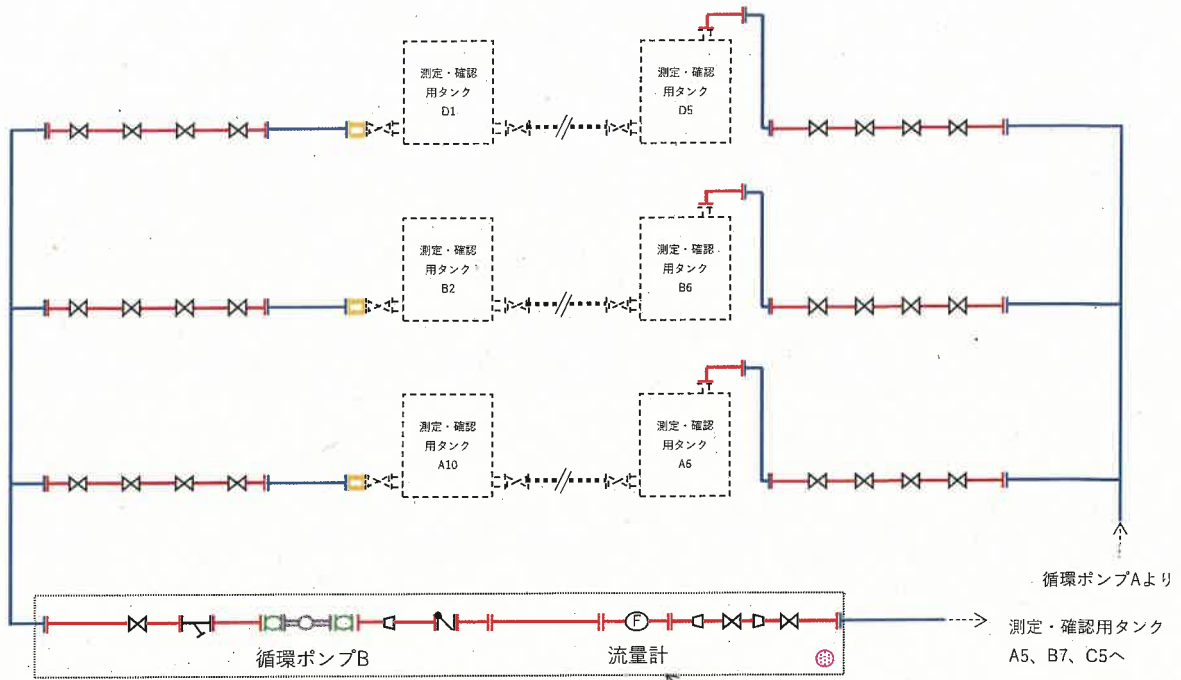 測定・確認
用タンク
D1
測定・確認
用タンク
D5
測定・確認
用タンク
B2
測定・確認
用タンク
B6
測定・確認
用タンク
A10
測定・確認
用タンク
A6
循環ポンプAより
F
循環ポンプB
流量計
測定・確認用タンク
A5、B7、C5へ